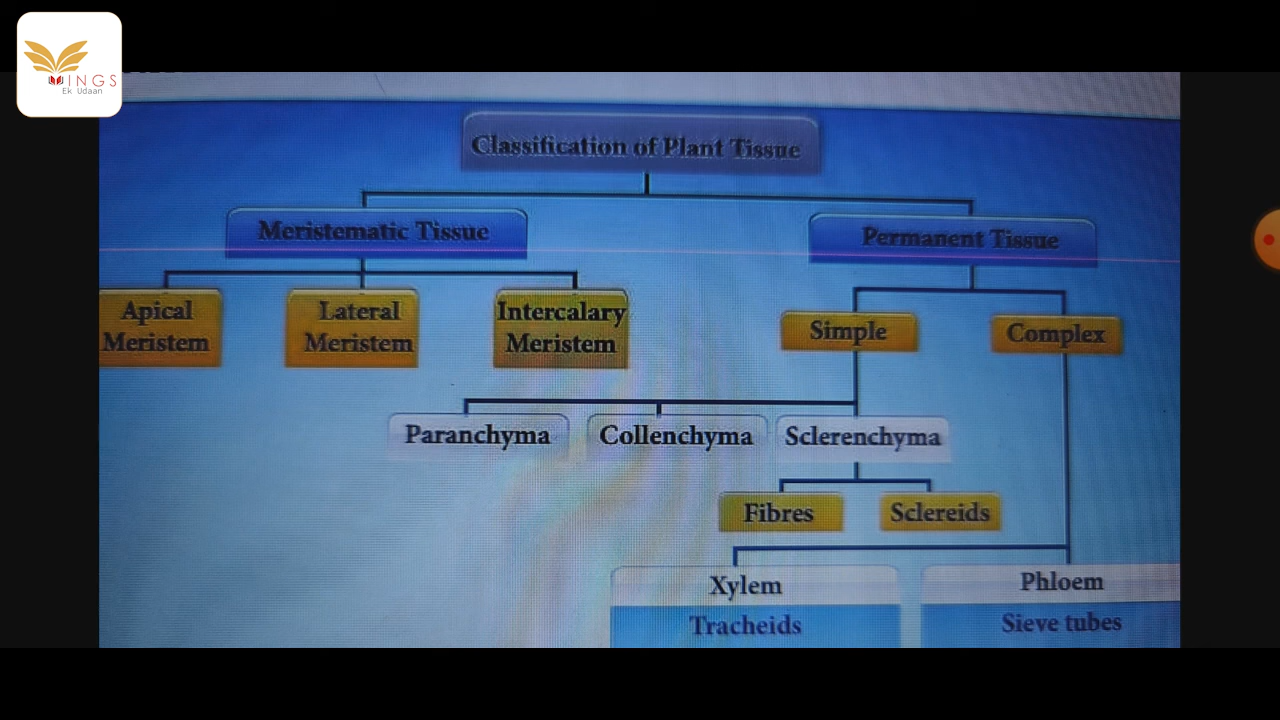 WINGS
Ek Udaan
Classification of Plant Tissue
Meristematic Tissue
Permanent Tissue
Apical
Meristem
Lateral
Meristem
Intercalary
Meristem
Simple
Complex
Paranchyma
Collenchyma
Sclerenchyma
Fibres
Sclereids
Xylem
Phloem
Tracheids
Sieve tubes